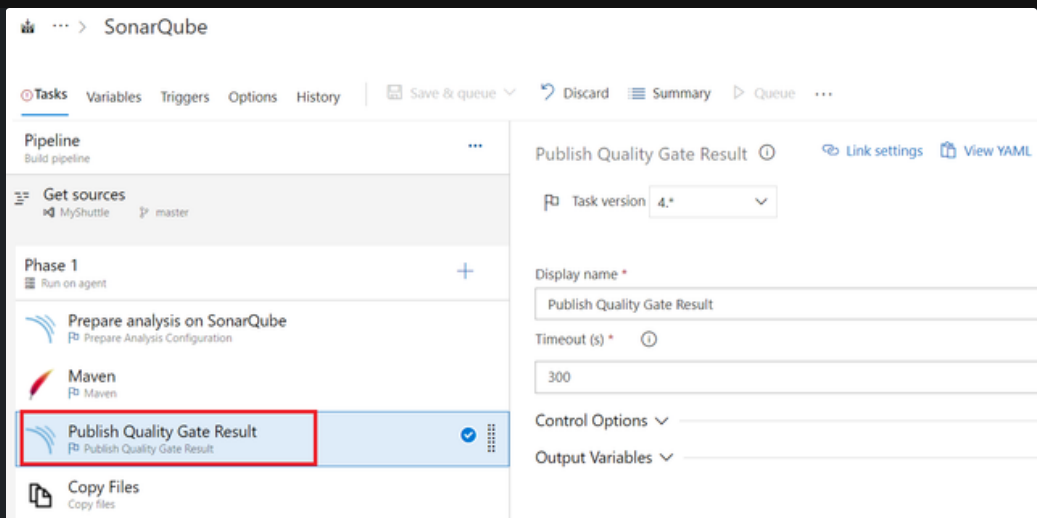 ··· > SonarQube
Tasks Variables Triggers Options History Save & queue Discard Summary Queue ···
Pipeline
Build pipeline
Get sources
MyShuttle master
Phase 1
Run on agent
Prepare analysis on SonarQube
Prepare Analysis Configuration
Maven
Maven
Publish Quality Gate Result
Publish Quality Gate Result
Copy Files
Copy files
Publish Quality Gate Result Link settings View YAML
Task version 4.*
Display name *
Publish Quality Gate Result
Timeout (s) *
300
Control Options
Output Variables